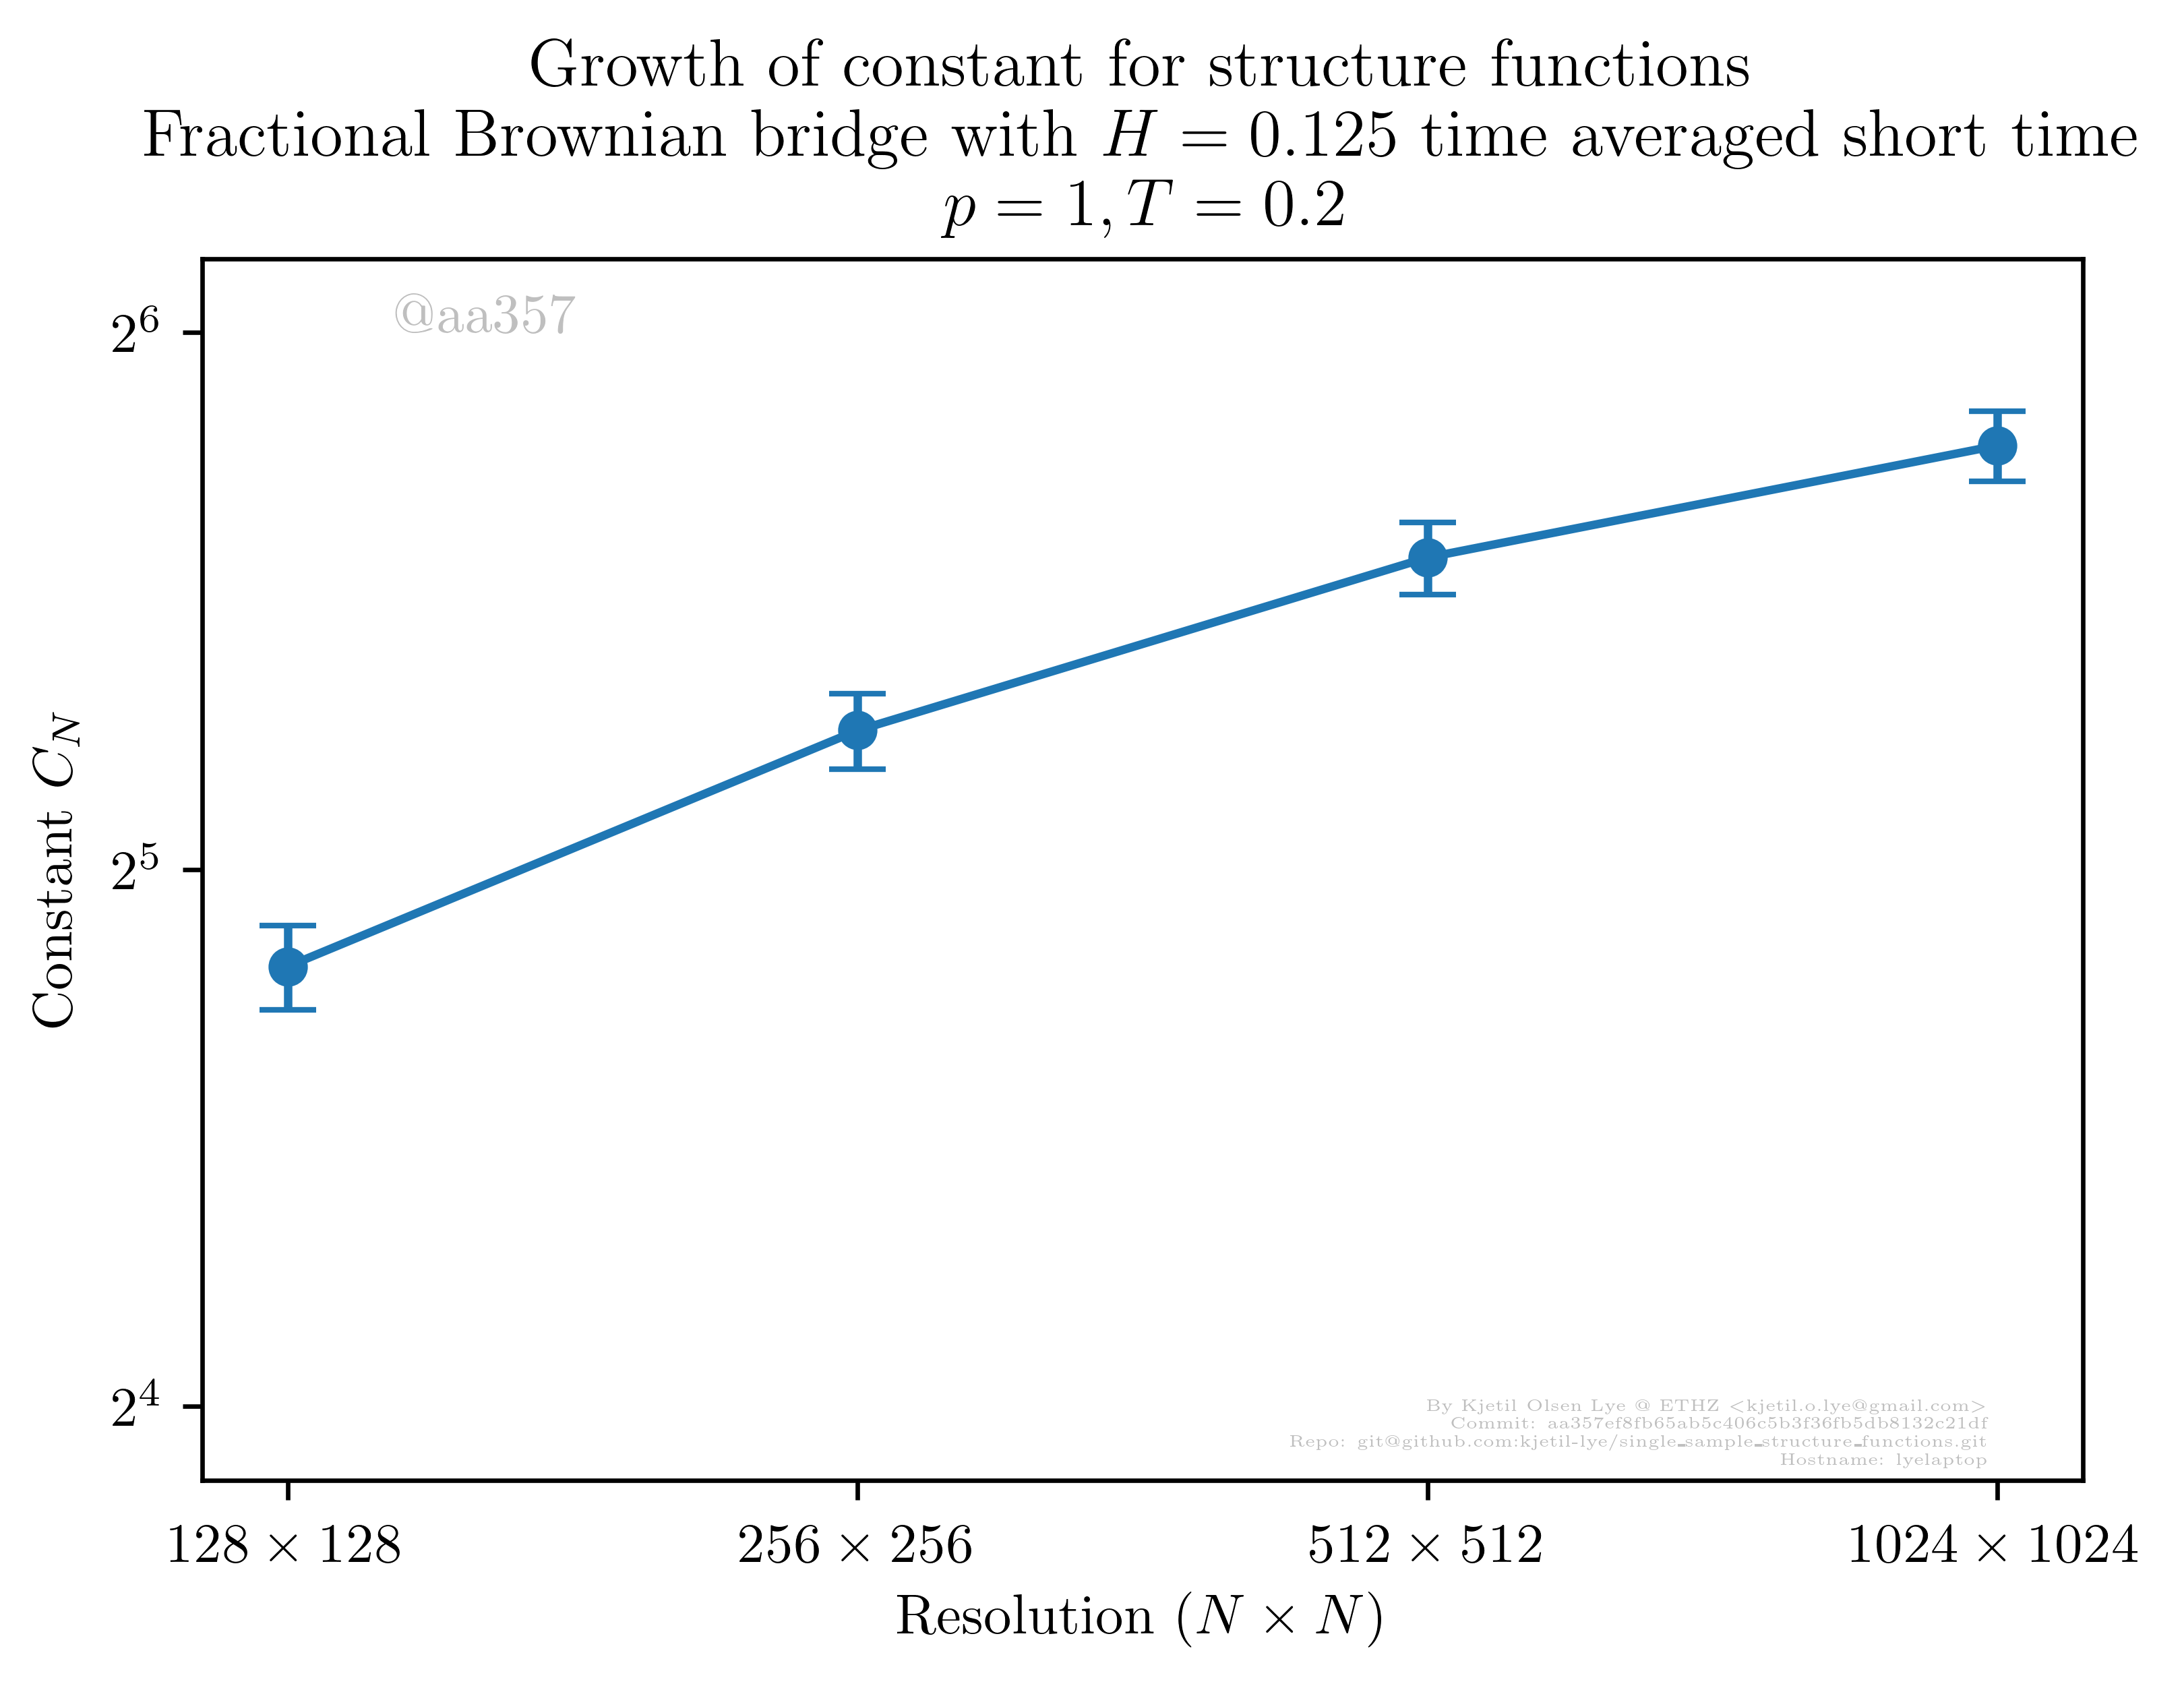 Growth of constant for structure functions
Fractional Brownian bridge with H = 0.125 time averaged short time
p = 1, T = 0.2
@aa357
2^6
2^5
2^4
Constant C_N
By Kjetil Olsen Lye @ ETHZ <kjetil.o.lye@gmail.com>
Commit: aa357ef8fb65ab5c406c5b3f36fb5db8132c21df
Repo: git@github.com:kjetil-lye/single_sample_structure_functions.git
Hostname: lyelaptop
128 × 128
256 × 256
512 × 512
1024 × 1024
Resolution (N × N)